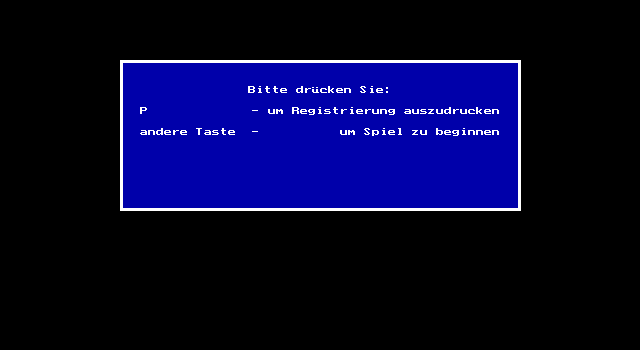 Bitte drücken Sie:
P - um Registrierung auszudrucken
andere Taste - um Spiel zu beginnen